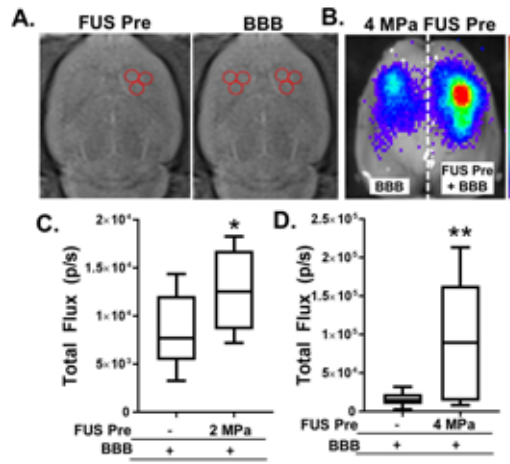 A. FUS Pre BBB
B. 4 MPa FUS Pre
BBB
FUS Pre
+ BBB
C.
Total Flux (p/s)
2×10⁴
1.5×10⁴
1×10⁴
5×10³
0
*
FUS Pre - 2 MPa
BBB + +
D.
Total Flux (p/s)
2.5×10⁵
2×10⁵
1.5×10⁵
1×10⁵
5×10⁴
0
**
FUS Pre - 4 MPa
BBB + +